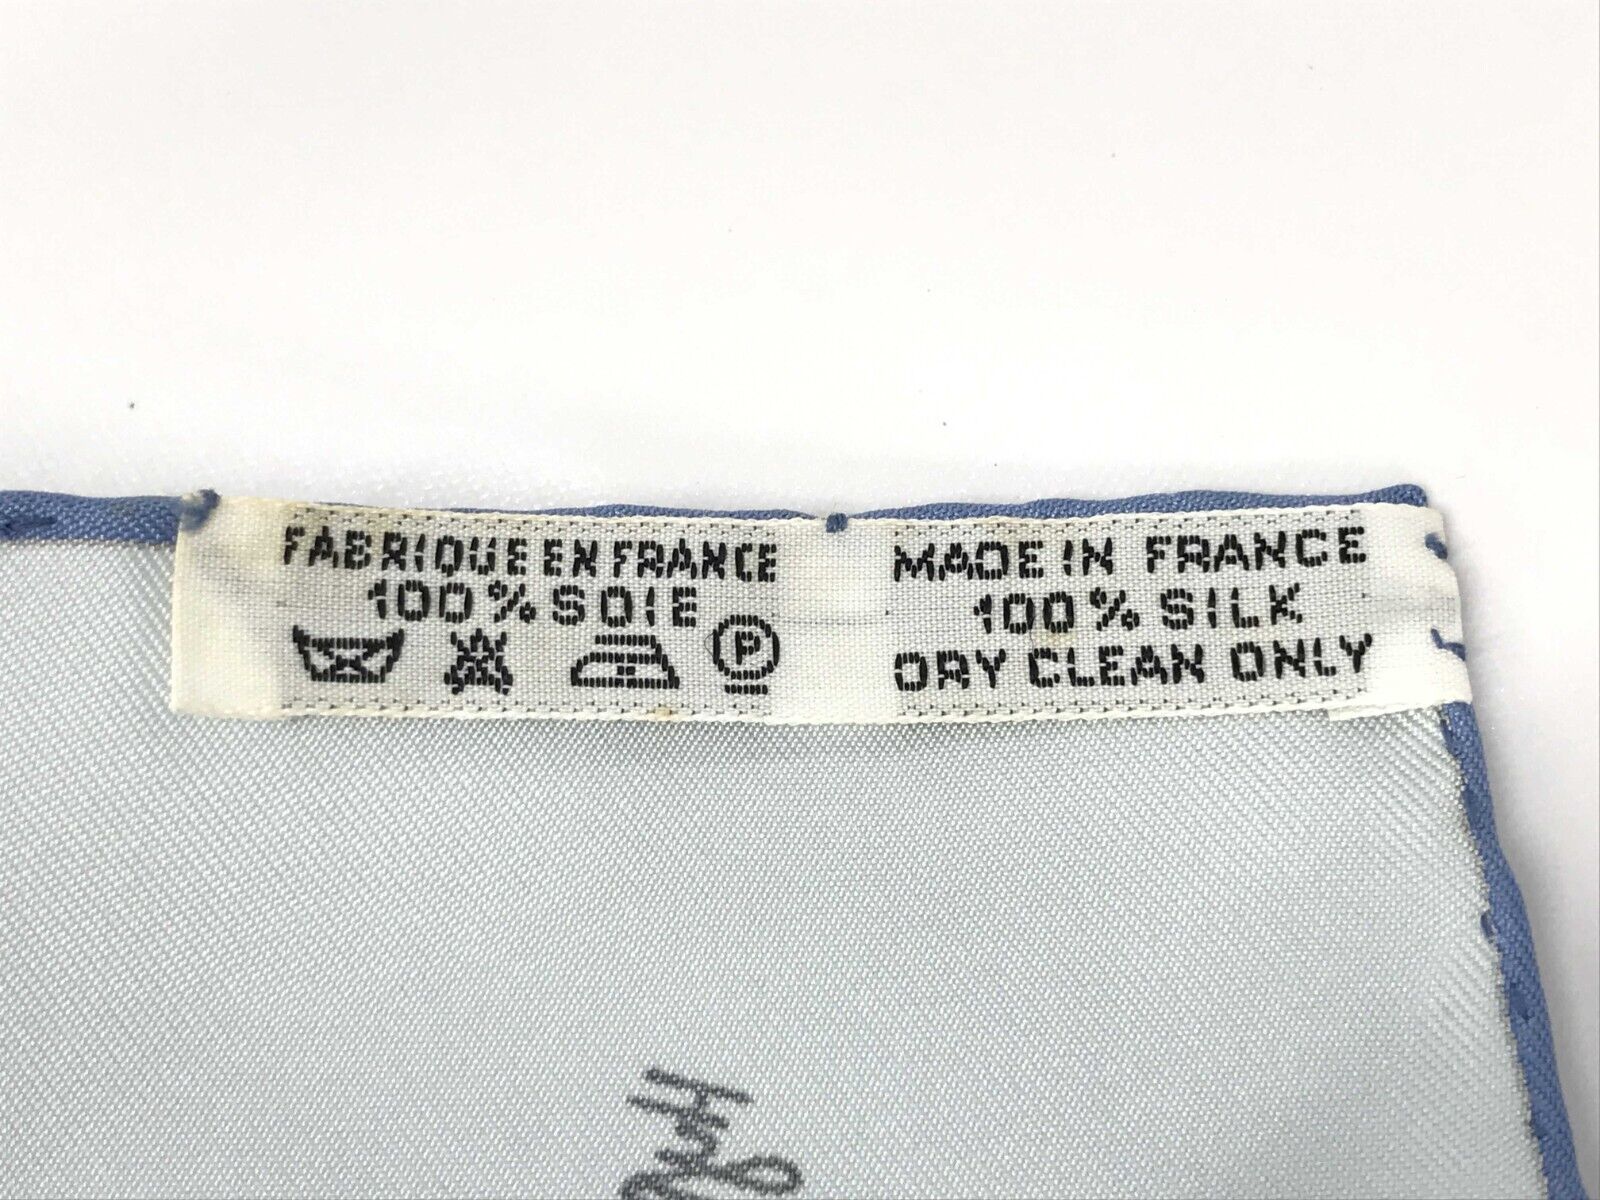 FABRIQUE EN FRANCE
100% SOIE
P
MADE IN FRANCE
100% SILK
DRY CLEAN ONLY